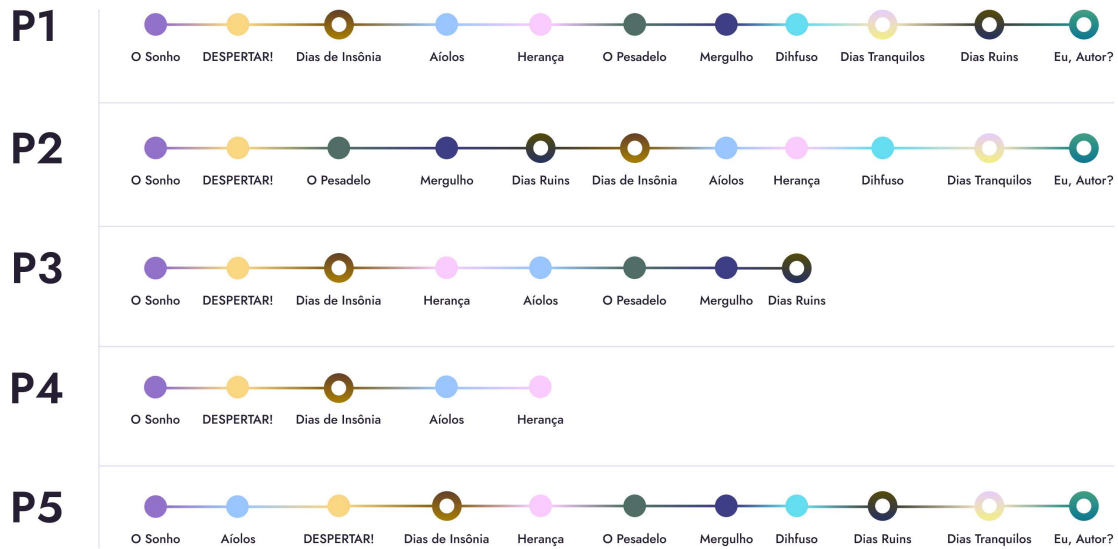 P1
O Sonho DESPERTAR! Dias de Insônia Aíolos Herança O Pesadelo Mergulho Dihfuso Dias Tranquilos Dias Ruins Eu, Autor?
P2
O Sonho DESPERTAR! O Pesadelo Mergulho Dias Ruins Dias de Insônia Aíolos Herança Dihfuso Dias Tranquilos Eu, Autor?
P3
O Sonho DESPERTAR! Dias de Insônia Herança Aíolos O Pesadelo Mergulho Dias Ruins
P4
O Sonho DESPERTAR! Dias de Insônia Aíolos Herança
P5
O Sonho Aíolos DESPERTAR! Dias de Insônia Herança O Pesadelo Mergulho Dihfuso Dias Ruins Dias Tranquilos Eu, Autor?